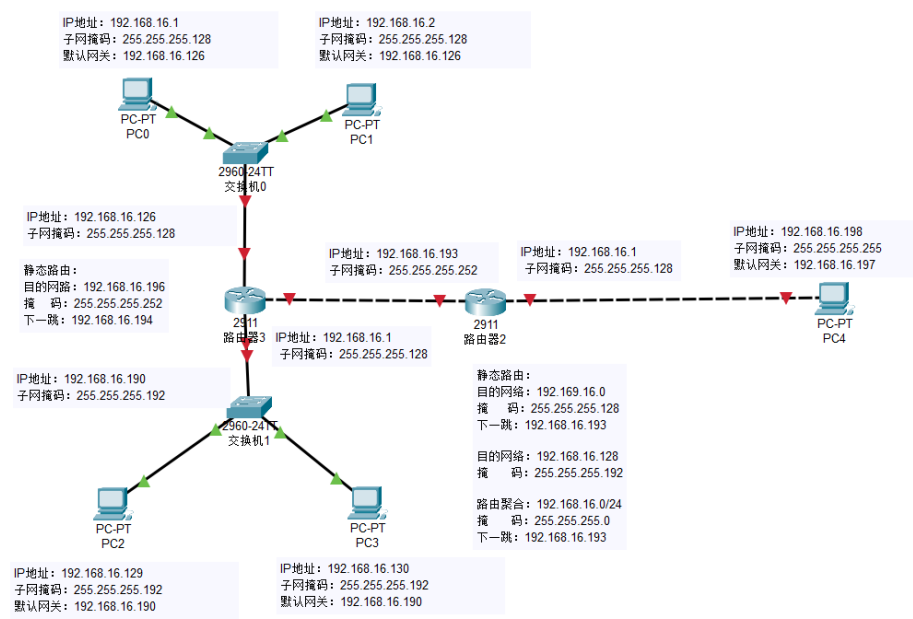 IP地址：192.168.16.1
子网掩码：255.255.255.128
默认网关：192.168.16.126
IP地址：192.168.16.2
子网掩码：255.255.255.128
默认网关：192.168.16.126
PC-PT
PC0
PC-PT
PC1
2960-24TT
交换机0
IP地址：192.168.16.126
子网掩码：255.255.255.128
IP地址：192.168.16.193
子网掩码：255.255.255.252
IP地址：192.168.16.1
子网掩码：255.255.255.128
IP地址：192.168.16.198
子网掩码：255.255.255.255
默认网关：192.168.16.197
静态路由：
目的网路：192.168.16.196
掩 码：255.255.255.252
下一跳：192.168.16.194
2911
路由器3
2911
路由器2
PC-PT
PC4
IP地址：192.168.16.1
子网掩码：255.255.255.128
IP地址：192.168.16.190
子网掩码：255.255.255.192
2960-24TT
交换机1
静态路由：
目的网络：192.169.16.0
掩 码：255.255.255.128
下一跳：192.168.16.193
目的网络：192.168.16.128
掩 码：255.255.255.192
路由聚合：192.168.16.0/24
掩 码：255.255.255.0
下一跳：192.168.16.193
PC-PT
PC2
PC-PT
PC3
IP地址：192.168.16.129
子网掩码：255.255.255.192
默认网关：192.168.16.190
IP地址：192.168.16.130
子网掩码：255.255.255.192
默认网关：192.168.16.190